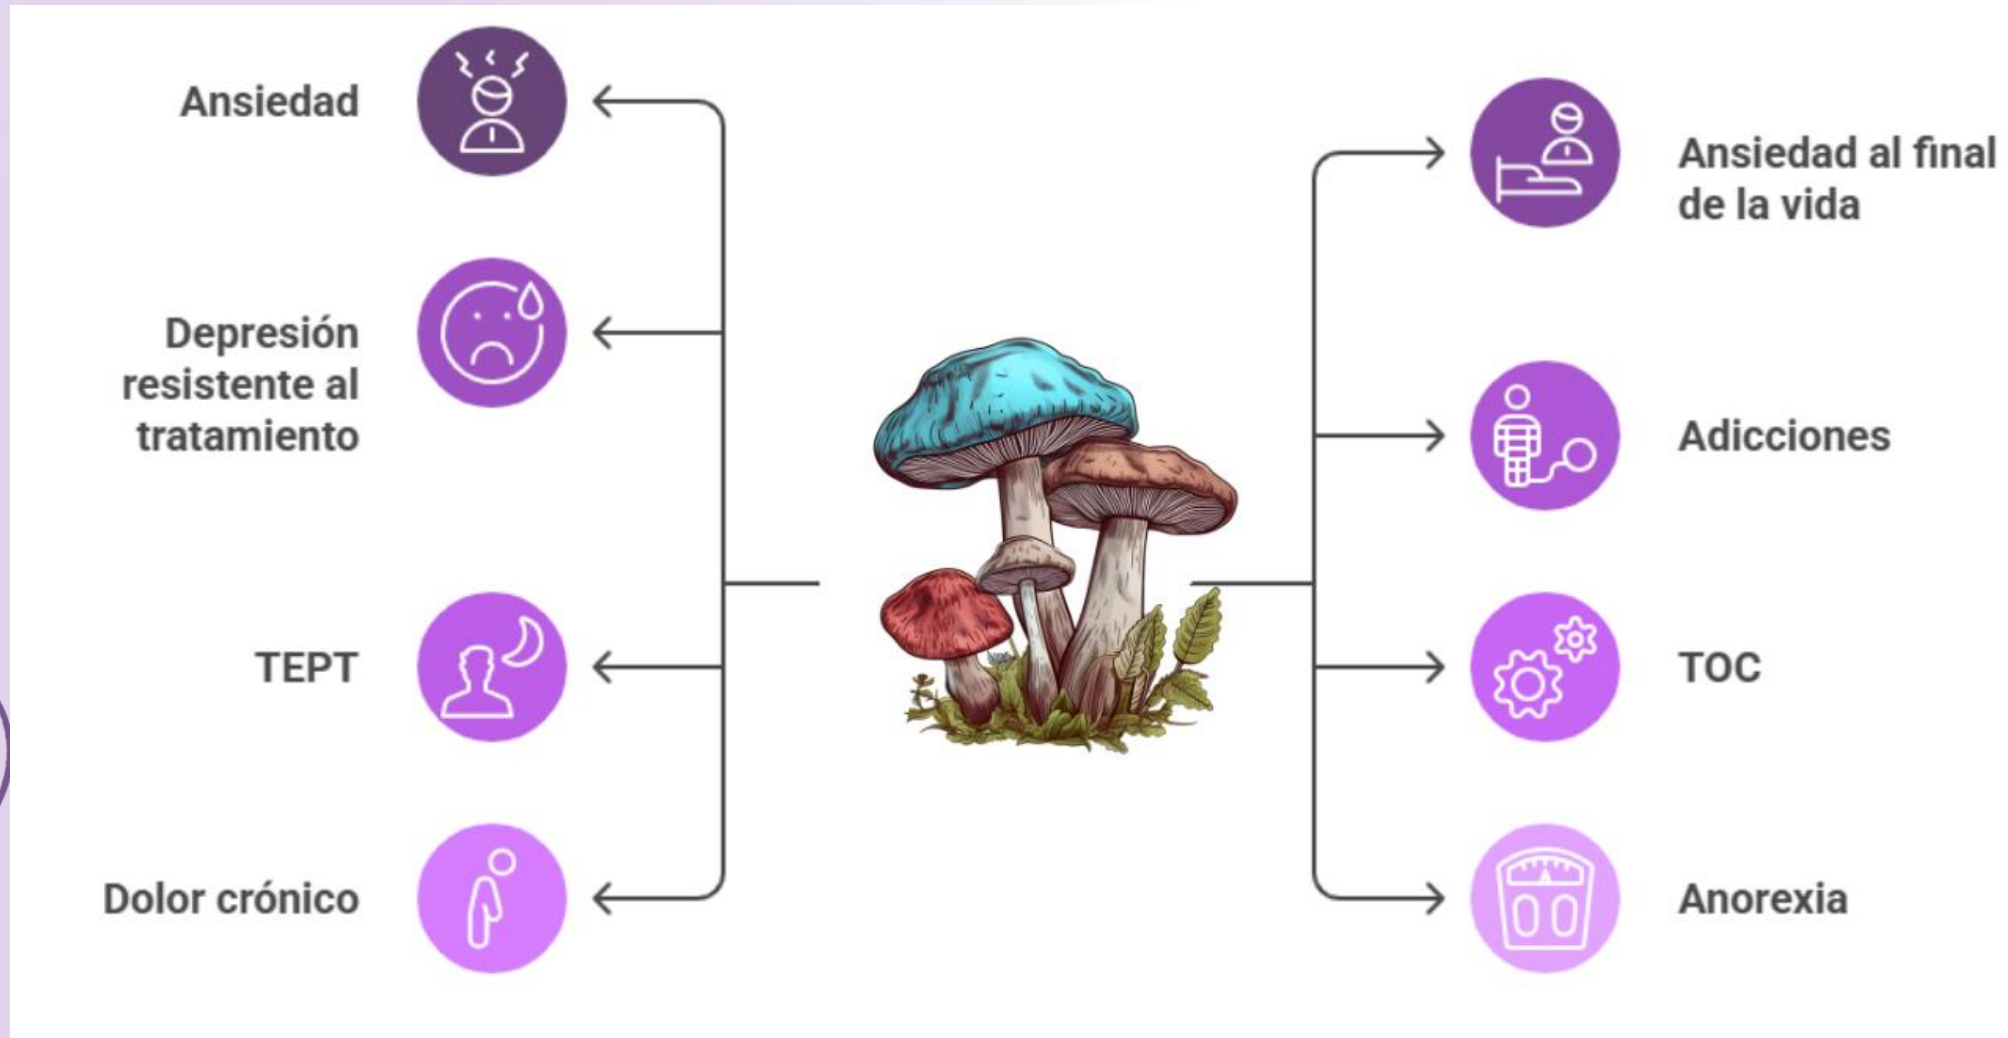 Ansiedad
Depresión
resistente al
tratamiento
TEPT
Dolor crónico
Ansiedad al final
de la vida
Adicciones
TOC
Anorexia